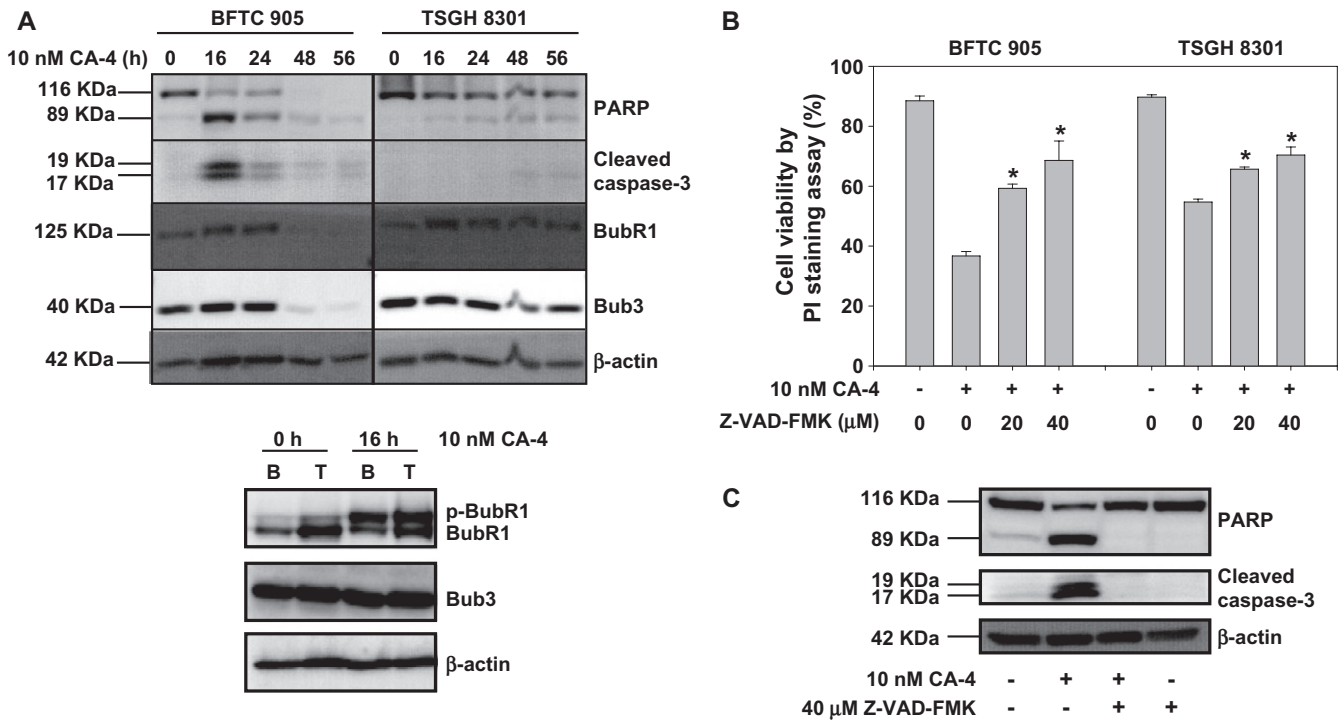 A
BFTC 905 TSGH 8301
10 nM CA-4 (h) 0 16 24 48 56 0 16 24 48 56
116 KDa
89 KDa
PARP
19 KDa
17 KDa
Cleaved
caspase-3
125 KDa
BubR1
40 KDa
Bub3
42 KDa
β-actin
0 h 16 h 10 nM CA-4
B T B T
p-BubR1
BubR1
Bub3
β-actin
B
BFTC 905 TSGH 8301
Cell viability by
PI staining assay (%)
100
80
60
40
20
0
* * * *
10 nM CA-4 - + + + - + + +
Z-VAD-FMK (μM) 0 0 20 40 0 0 20 40
C
116 KDa
89 KDa
PARP
19 KDa
17 KDa
Cleaved
caspase-3
42 KDa
β-actin
10 nM CA-4 - + + -
40 μM Z-VAD-FMK - - + +